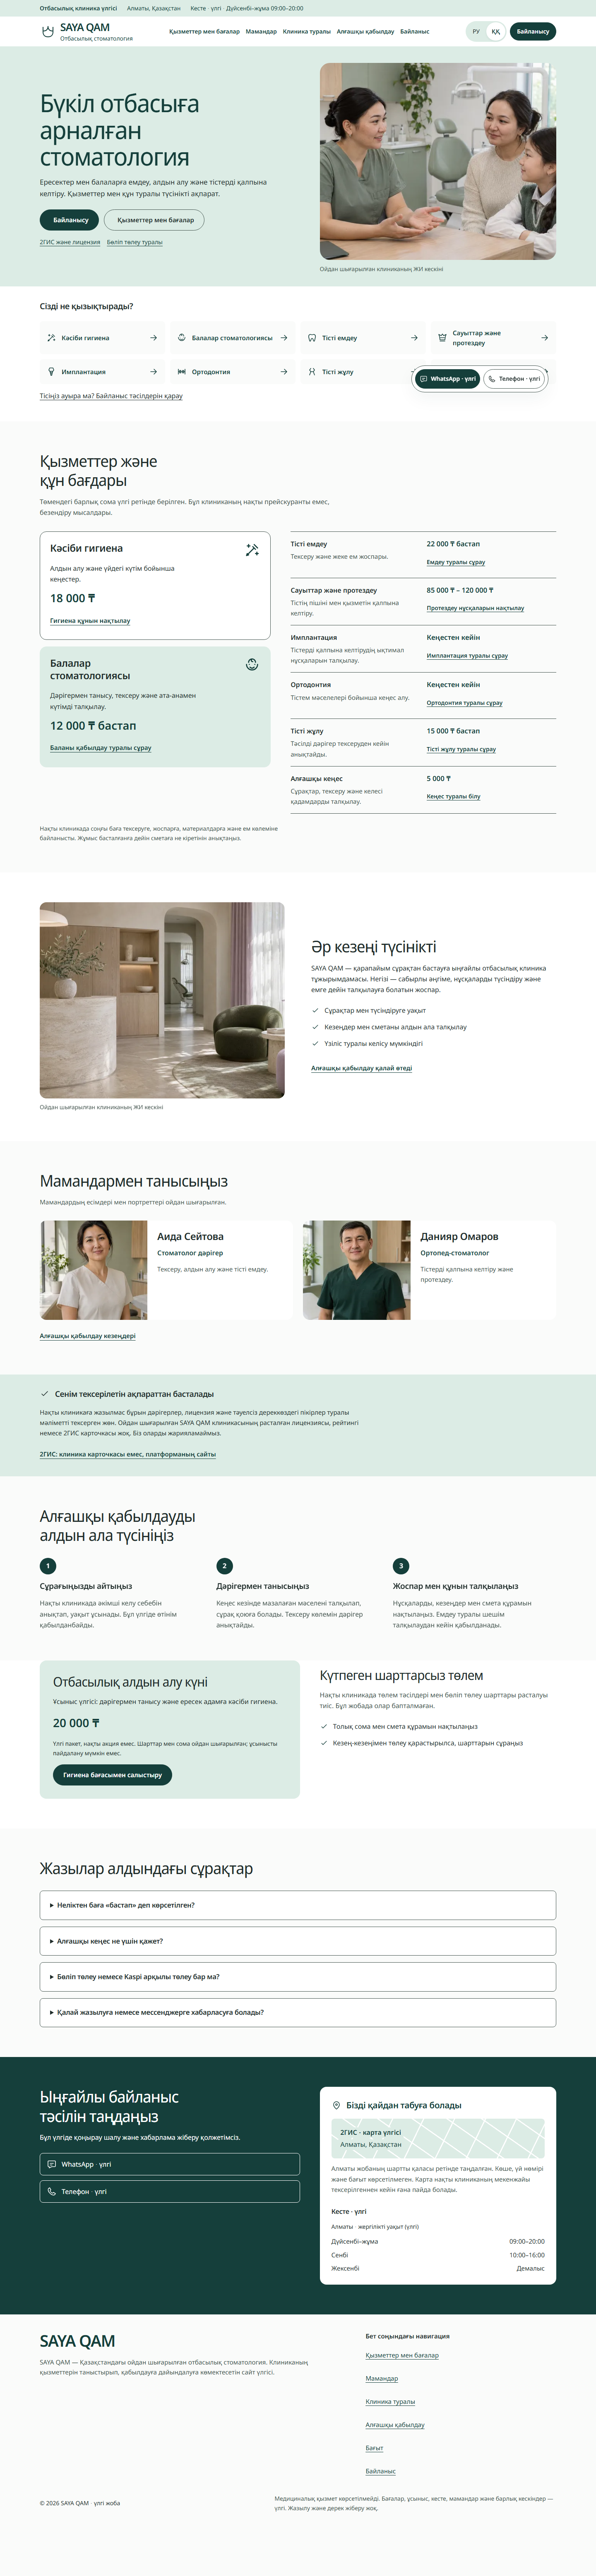 Отбасылық клиника үлгісі Алматы, Қазақстан Кесте · үлгі · Дүйсенбі–жұма 09:00–20:00
SAYA QAM
Отбасылық стоматология
Қызметтер мен бағалар Мамандар Клиника туралы Алғашқы қабылдау Байланыс
РУ ҚҚ Байланысу
Бүкіл отбасыға
арналған
стоматология
Ересектер мен балаларға емдеу, алдын алу және тістерді қалпына
келтіру. Қызметтер мен құн туралы түсінікті ақпарат.
Байланысу Қызметтер мен бағалар
2ГИС және лицензия Бөліп төлеу туралы
Ойдан шығарылған клиниканың ЖИ кескіні
Сізді не қызықтырады?
Кәсіби гигиена
Балалар стоматологиясы
Тісті емдеу
Сауыттар және
протездеу
Имплантация
Ортодонтия
Тісті жұлу
WhatsApp · үлгі Телефон · үлгі
Тісіңіз ауыра ма? Байланыс тәсілдерін қарау
Қызметтер және
құн бағдары
Төмендегі барлық сома үлгі ретінде берілген. Бұл клиниканың нақты прейскуранты емес,
безендіру мысалдары.
Кәсіби гигиена
Алдын алу және үйдегі күтім бойынша
кеңестер.
18 000 ₸
Гигиена құнын нақтылау
Балалар
стоматологиясы
Дәрігермен танысу, тексеру және ата-анамен
күтімді талқылау.
12 000 ₸ бастап
Баланы қабылдау туралы сұрау
Тісті емдеу
Тексеру және жеке ем жоспары.
22 000 ₸ бастап
Емдеу туралы сұрау
Сауыттар және протездеу
Тістің пішіні мен қызметін қалпына
келтіру.
85 000 ₸ – 120 000 ₸
Протездеу нұсқаларын нақтылау
Имплантация
Тістерді қалпына келтірудің ықтимал
нұсқаларын талқылау.
Кеңестен кейін
Имплантация туралы сұрау
Ортодонтия
Тістем мәселелері бойынша кеңес алу.
Кеңестен кейін
Ортодонтия туралы сұрау
Тісті жұлу
Тәсілді дәрігер тексеруден кейін
анықтайды.
15 000 ₸ бастап
Тісті жұлу туралы сұрау
Алғашқы кеңес
Сұрақтар, тексеру және келесі
қадамдарды талқылау.
5 000 ₸
Кеңес туралы білу
Нақты клиникада соңғы баға тексеруге, жоспарға, материалдарға және ем көлеміне
байланысты. Жұмыс басталғанға дейін сметаға не кіретінін анықтаңыз.
Әр кезеңі түсінікті
SAYA QAM — қарапайым сұрақтан бастауға ыңғайлы отбасылық клиника
тұжырымдамасы. Негізі — сабырлы әңгіме, нұсқаларды түсіндіру және
емге дейін талқылауға болатын жоспар.
Сұрақтар мен түсіндіруге уақыт
Кезеңдер мен сметаны алдын ала талқылау
Үзіліс туралы келісу мүмкіндігі
Алғашқы қабылдау қалай өтеді
Ойдан шығарылған клиниканың ЖИ кескіні
Мамандармен танысыңыз
Мамандардың есімдері мен портреттері ойдан шығарылған.
Аида Сейтова
Стоматолог дәрігер
Тексеру, алдын алу және тісті емдеу.
Данияр Омаров
Ортопед-стоматолог
Тістерді қалпына келтіру және
протездеу.
Алғашқы қабылдау кезеңдері
Сенім тексерілетін ақпараттан басталады
Нақты клиникаға жазылмас бұрын дәрігерлер, лицензия және тәуелсіз дереккөздегі пікірлер туралы
мәліметті тексерген жөн. Ойдан шығарылған SAYA QAM клиникасының расталған лицензиясы, рейтингі
немесе 2ГИС карточкасы жоқ. Біз оларды жарияламаймыз.
2ГИС: клиника карточкасы емес, платформаның сайты
Алғашқы қабылдауды
алдын ала түсініңіз
1
Сұрағыңызды айтыңыз
Нақты клиникада әкімші келу себебін
анықтап, уақыт ұсынады. Бұл үлгіде өтінім
қабылданбайды.
2
Дәрігермен танысыңыз
Кеңес кезінде мазалаған мәселені талқылап,
сұрақ қоюға болады. Тексеру көлемін дәрігер
анықтайды.
3
Жоспар мен құнын талқылаңыз
Нұсқаларды, кезеңдер мен смета құрамын
нақтылаңыз. Емдеу туралы шешім
талқылаудан кейін қабылданады.
Отбасылық алдын алу күні
Ұсыныс үлгісі: дәрігермен танысу және ересек адамға кәсіби гигиена.
20 000 ₸
Үлгі пакет, нақты акция емес. Шарттар мен сома ойдан шығарылған; ұсынысты
пайдалану мүмкін емес.
Гигиена бағасымен салыстыру
Күтпеген шарттарсыз төлем
Нақты клиникада төлем тәсілдері мен бөліп төлеу шарттары расталуы
тиіс. Бұл жобада олар бапталмаған.
Толық сома мен смета құрамын нақтылаңыз
Кезең-кезеңімен төлеу қарастырылса, шарттарын сұраңыз
Жазылар алдындағы сұрақтар
Неліктен баға «бастап» деп көрсетілген?
Алғашқы кеңес не үшін қажет?
Бөліп төлеу немесе Kaspi арқылы төлеу бар ма?
Қалай жазылуға немесе мессенджерге хабарласуға болады?
Ыңғайлы байланыс
тәсілін таңдаңыз
Бұл үлгіде қоңырау шалу және хабарлама жіберу қолжетімсіз.
WhatsApp · үлгі
Телефон · үлгі
Бізді қайдан табуға болады
2ГИС · карта үлгісі
Алматы, Қазақстан
Алматы жобаның шартты қаласы ретінде таңдалған. Көше, үй нөмірі
және бағыт көрсетілмеген. Карта нақты клиниканың мекенжайы
тексерілгеннен кейін ғана пайда болады.
Кесте · үлгі
Алматы · жергілікті уақыт (үлгі)
Дүйсенбі–жұма 09:00–20:00
Сенбі 10:00–16:00
Жексенбі Демалыс
SAYA QAM
SAYA QAM — Қазақстандағы ойдан шығарылған отбасылық стоматология. Клиниканың
қызметтерін таныстырып, қабылдауға дайындалуға көмектесетін сайт үлгісі.
Бет соңындағы навигация
Қызметтер мен бағалар
Мамандар
Клиника туралы
Алғашқы қабылдау
Бағыт
Байланыс
© 2026 SAYA QAM · үлгі жоба
Медициналық қызмет көрсетілмейді. Бағалар, ұсыныс, кесте, мамандар және барлық кескіндер —
үлгі. Жазылу және дерек жіберу жоқ.